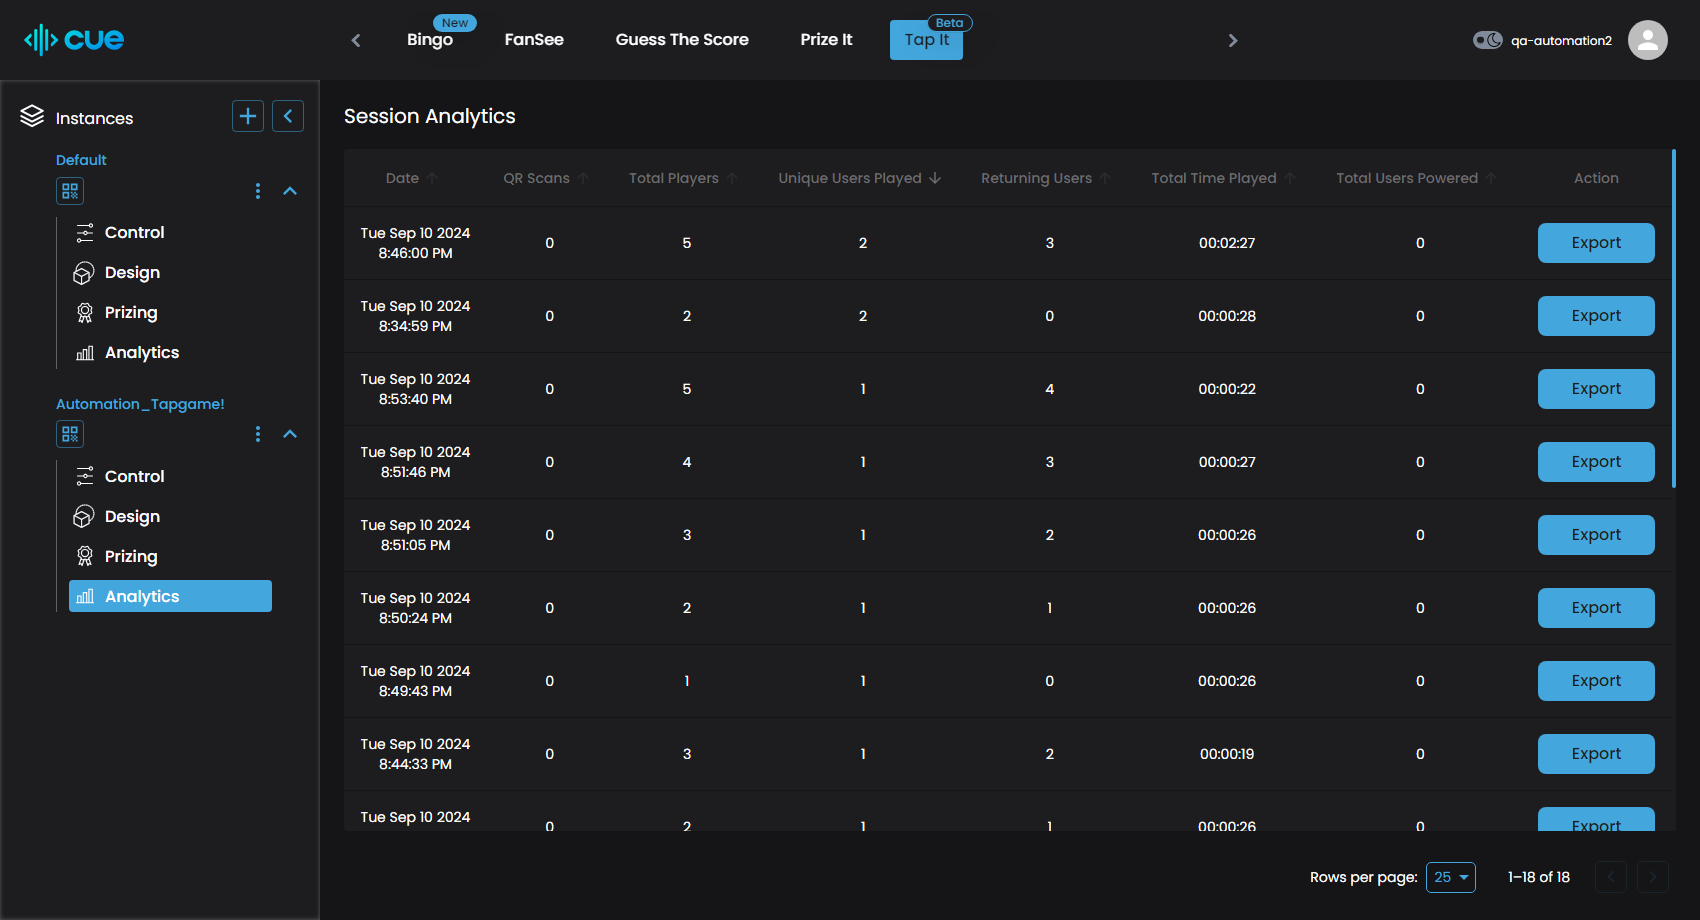 cue
New
Bingo
FanSee
Guess The Score
Prize It
Beta
Tap It
qa-automation2
Instances
Default
Control
Design
Prizing
Analytics
Automation_Tapgame!
Control
Design
Prizing
Analytics
Session Analytics
Date QR Scans Total Players Unique Users Played Returning Users Total Time Played Total Users Powered Action
Tue Sep 10 2024
8:46:00 PM 0 5 2 3 00:02:27 0 Export
Tue Sep 10 2024
8:34:59 PM 0 2 2 0 00:00:28 0 Export
Tue Sep 10 2024
8:53:40 PM 0 5 1 4 00:00:22 0 Export
Tue Sep 10 2024
8:51:46 PM 0 4 1 3 00:00:27 0 Export
Tue Sep 10 2024
8:51:05 PM 0 3 1 2 00:00:26 0 Export
Tue Sep 10 2024
8:50:24 PM 0 2 1 1 00:00:26 0 Export
Tue Sep 10 2024
8:49:43 PM 0 1 1 0 00:00:26 0 Export
Tue Sep 10 2024
8:44:33 PM 0 3 1 2 00:00:19 0 Export
Tue Sep 10 2024
0 2 1 1 00:00:26 0 Export
Rows per page: 25 1–18 of 18